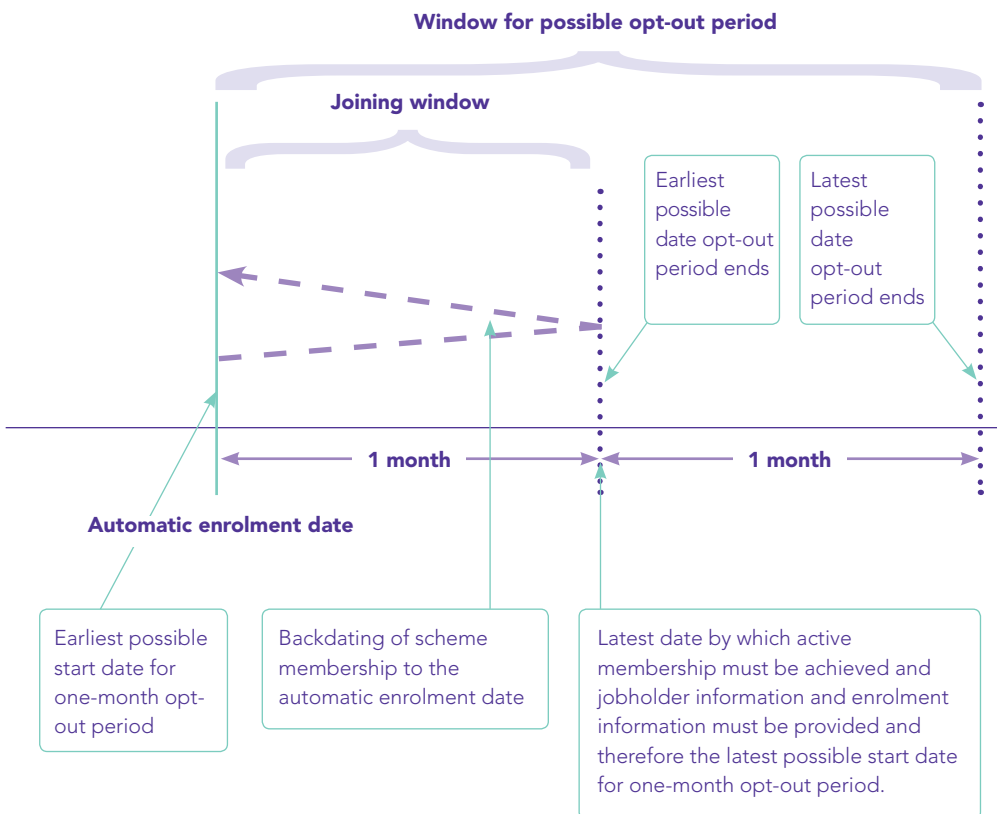 Window for possible opt-out period
Joining window
Earliest
possible
date opt-out
period ends
Latest
possible
date
opt-out
period ends
1 month
1 month
Automatic enrolment date
Earliest possible
start date for
one-month opt-
out period
Backdating of scheme
membership to the
automatic enrolment date
Latest date by which active
membership must be achieved and
jobholder information and enrolment
information must be provided and
therefore the latest possible start date
for one-month opt-out period.